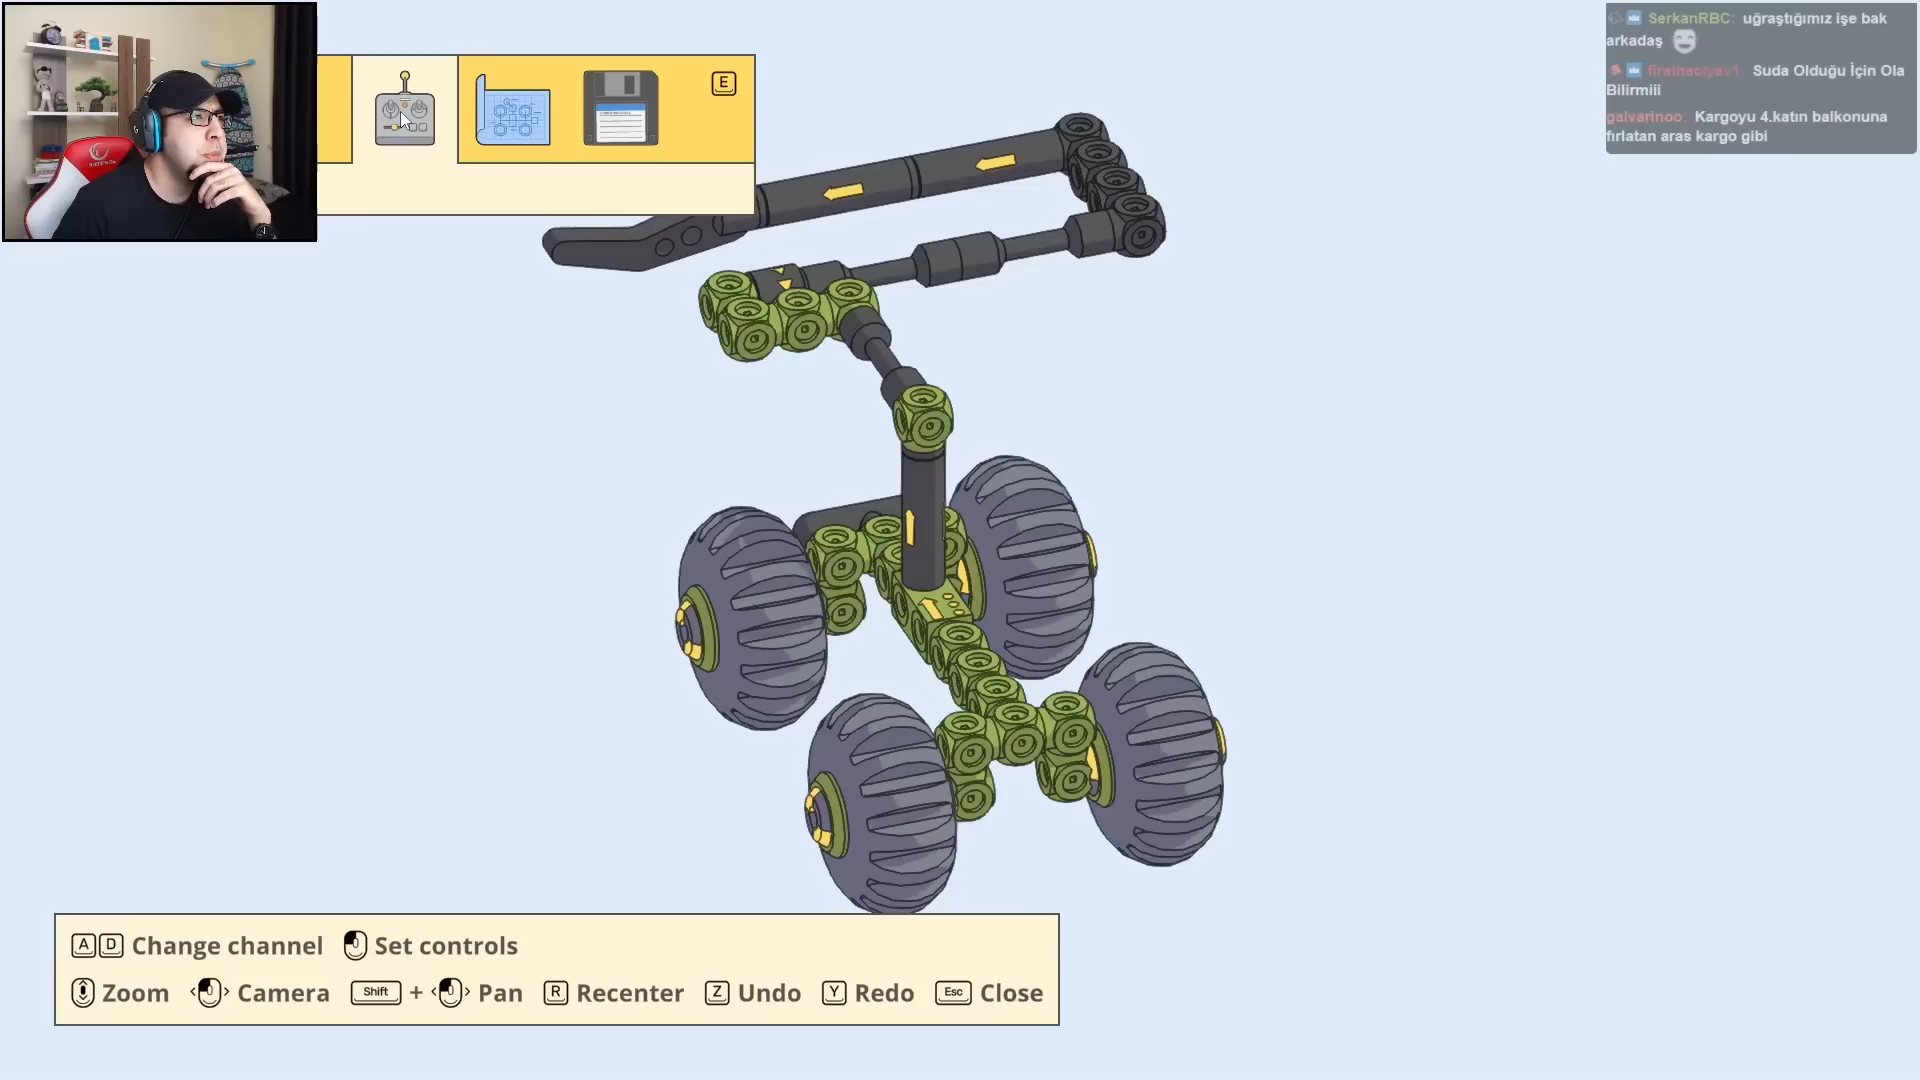 E
SerkanRBC: uğraştığımız işe bak
arkadaş
firathaciyev1 Suda Olduğu İçin Ola
Bilirmiii
galvarinoo: Kargoyu 4.katın balkonuna
fırlatan aras kargo gibi
A D Change channel Set controls
Zoom Camera Shift + Pan R Recenter Z Undo Y Redo Esc Close